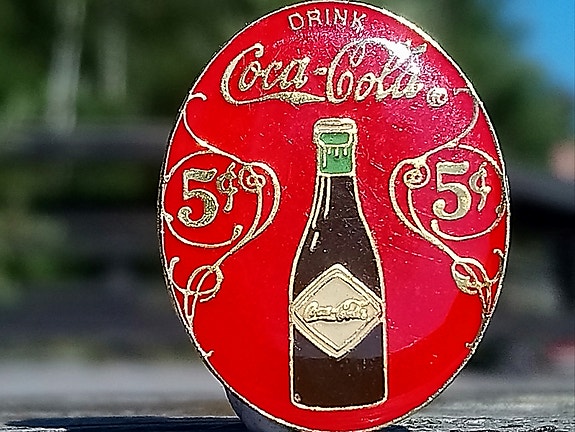 DRINK
Coca-Cola ®
5¢ 5¢
Coca-Cola